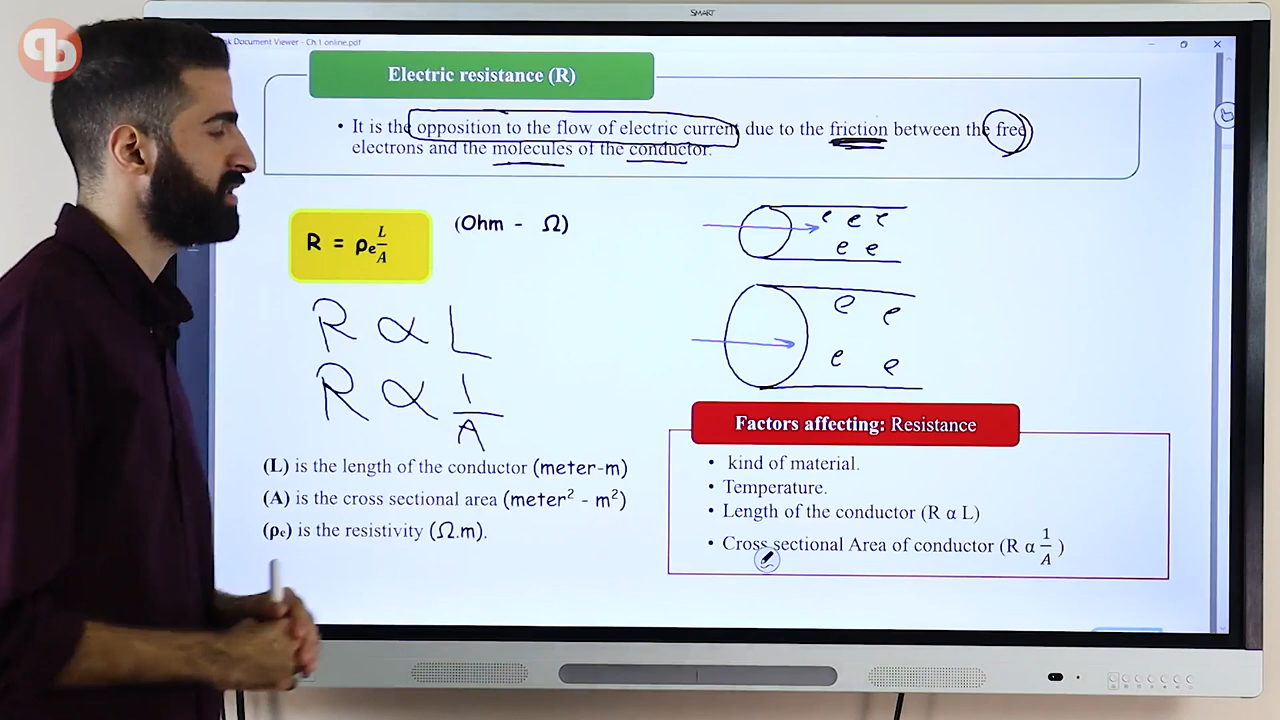 SMART
k Document Viewer - Ch.1 online.pdf
qb
Electric resistance (R)
• It is the opposition to the flow of electric current due to the friction between the free
electrons and the molecules of the conductor.
R = ρe L/A
(Ohm - Ω)
e e e
e e
R α L
R α 1/A
e e
e e
(L) is the length of the conductor (meter-m)
(A) is the cross sectional area (meter² - m²)
(ρe) is the resistivity (Ω.m).
Factors affecting: Resistance
• kind of material.
• Temperature.
• Length of the conductor (R α L)
• Cross sectional Area of conductor (R α 1/A )